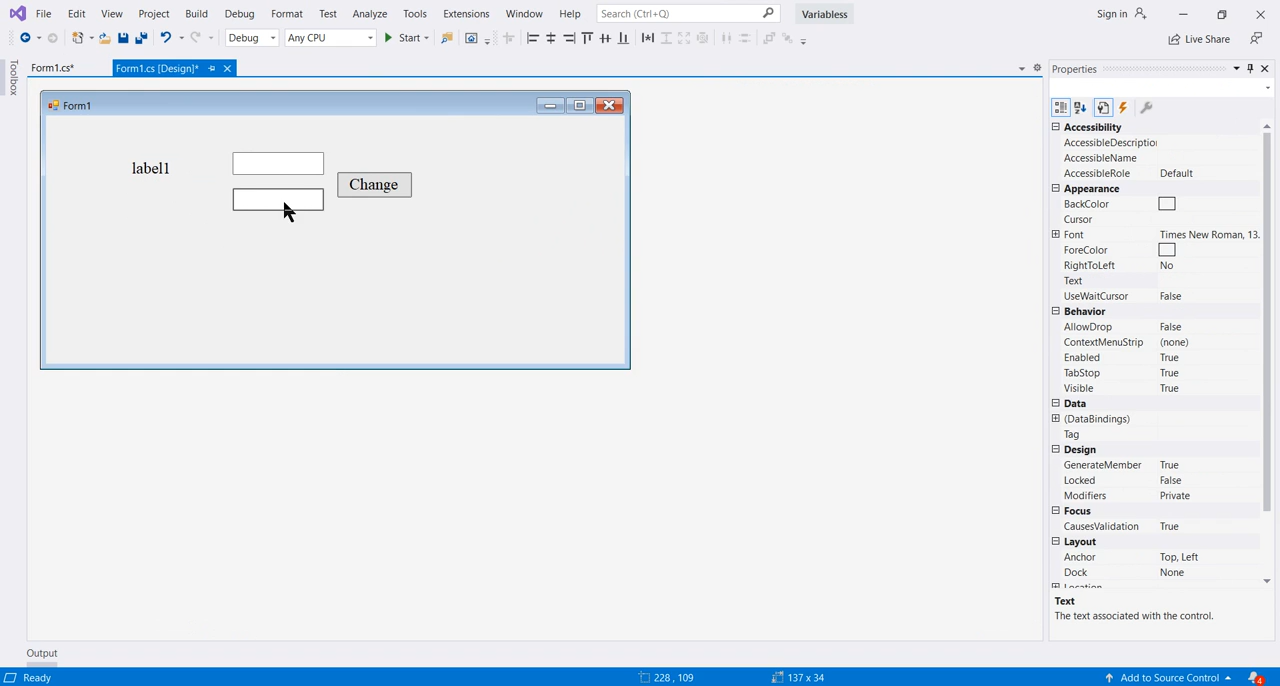 File Edit View Project Build Debug Format Test Analyze Tools Extensions Window Help Search (Ctrl+Q) Variabless Sign in
Debug Any CPU Start Live Share
Toolbox
Form1.cs* Form1.cs [Design]*
Form1
label1
Change
Properties
Accessibility
AccessibleDescription
AccessibleName
AccessibleRole Default
Appearance
BackColor
Cursor
Font Times New Roman, 13.
ForeColor
RightToLeft No
Text
UseWaitCursor False
Behavior
AllowDrop False
ContextMenuStrip (none)
Enabled True
TabStop True
Visible True
Data
(DataBindings)
Tag
Design
GenerateMember True
Locked False
Modifiers Private
Focus
CausesValidation True
Layout
Anchor Top, Left
Dock None
Location
Text
The text associated with the control.
Output
Ready 228 , 109 137 x 34 Add to Source Control 4